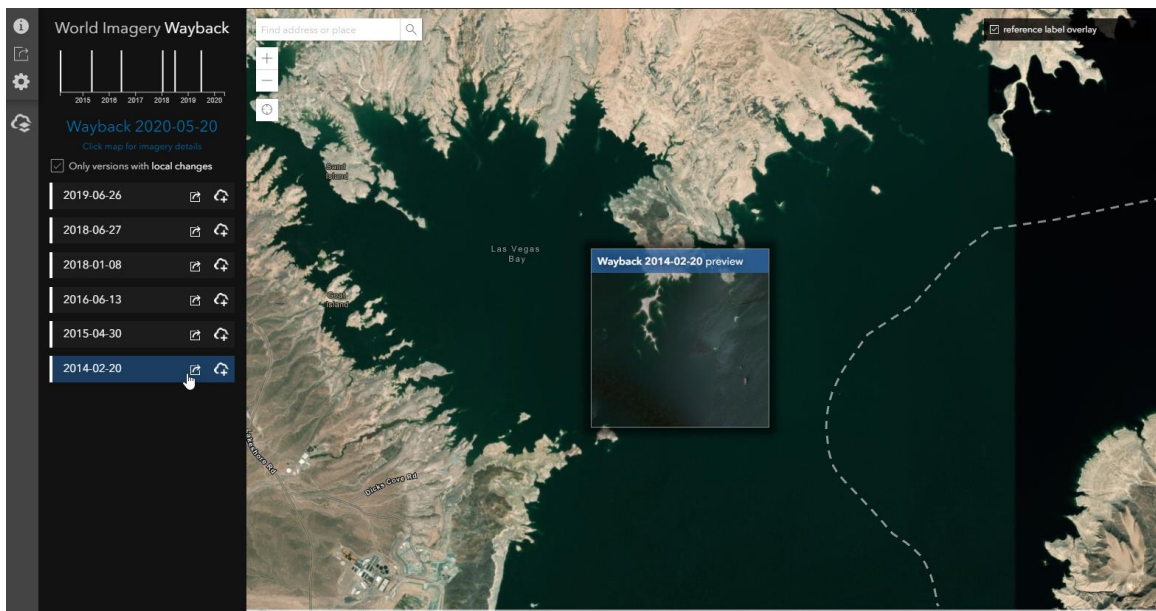 World Imagery Wayback
2015 2016 2017 2018 2019 2020
Wayback 2020-05-20
Click map for imagery details
Only versions with local changes
2019-06-26
2018-06-27
2018-01-08
2016-06-13
2015-04-30
2014-02-20
Find address or place
reference label overlay
Sand
Island
Las Vegas
Bay
Wayback 2014-02-20 preview
Goat
Island
Lakeshore Rd
Dicks Cove Rd